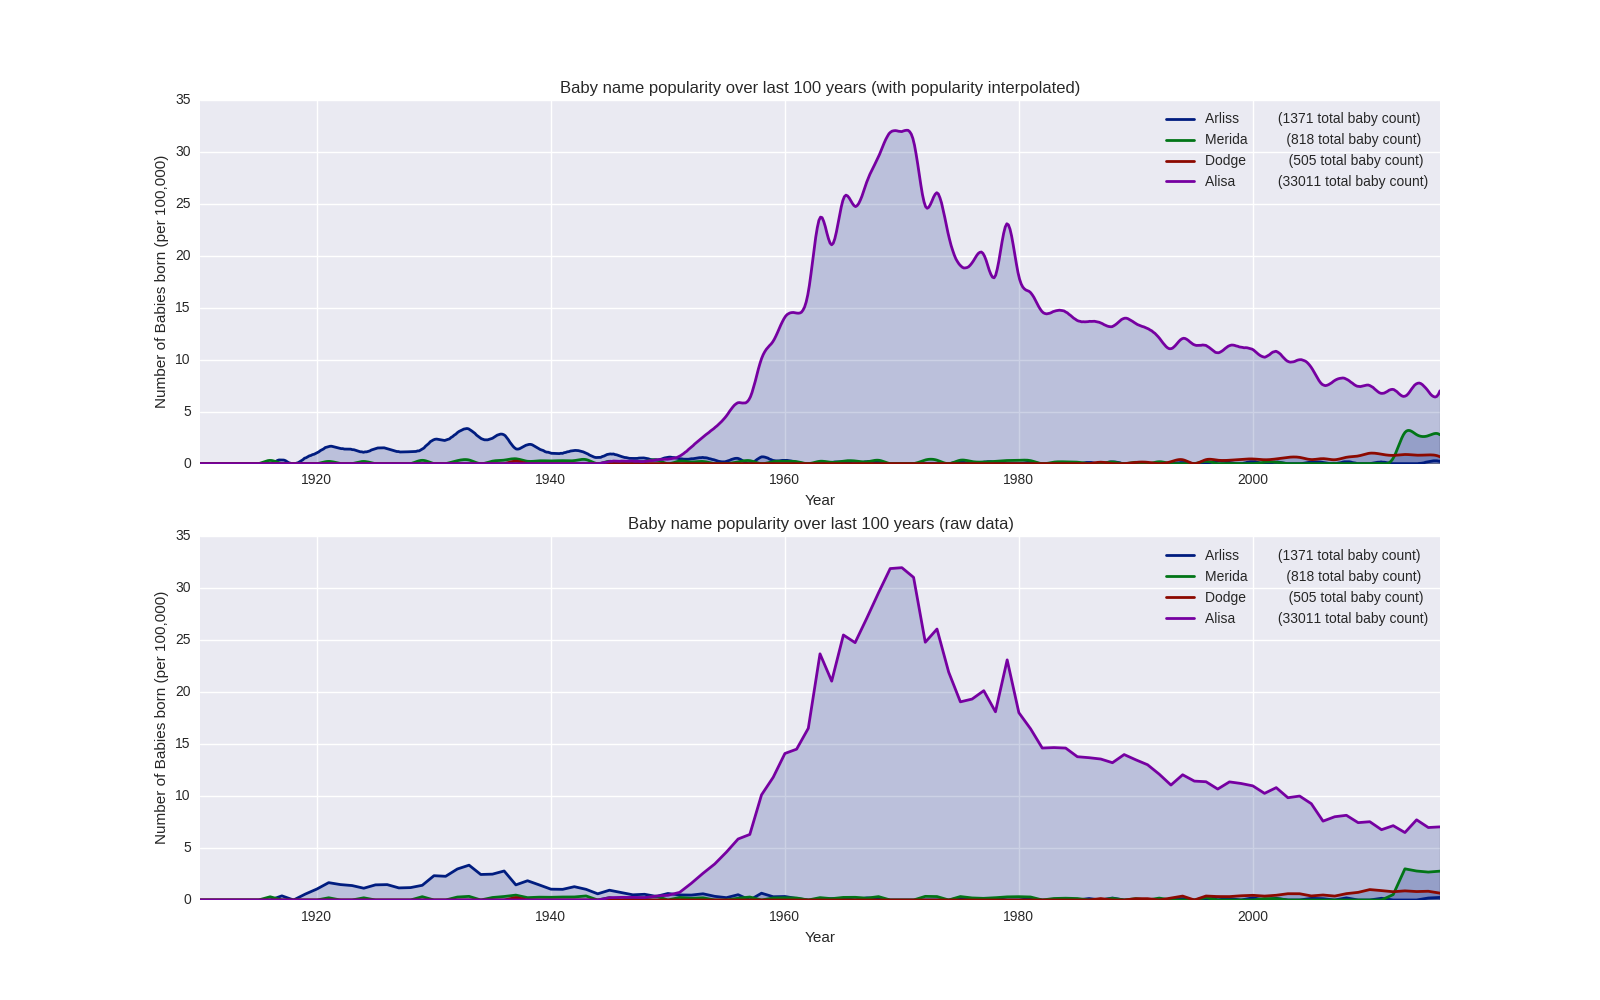 Baby name popularity over last 100 years (with popularity interpolated)
35
30
25
20
15
10
5
0
Number of Babies born (per 100,000)
Arliss (1371 total baby count)
Merida (818 total baby count)
Dodge (505 total baby count)
Alisa (33011 total baby count)
1920 1940 1960 1980 2000
Year
Baby name popularity over last 100 years (raw data)
35
30
25
20
15
10
5
0
Number of Babies born (per 100,000)
Arliss (1371 total baby count)
Merida (818 total baby count)
Dodge (505 total baby count)
Alisa (33011 total baby count)
1920 1940 1960 1980 2000
Year